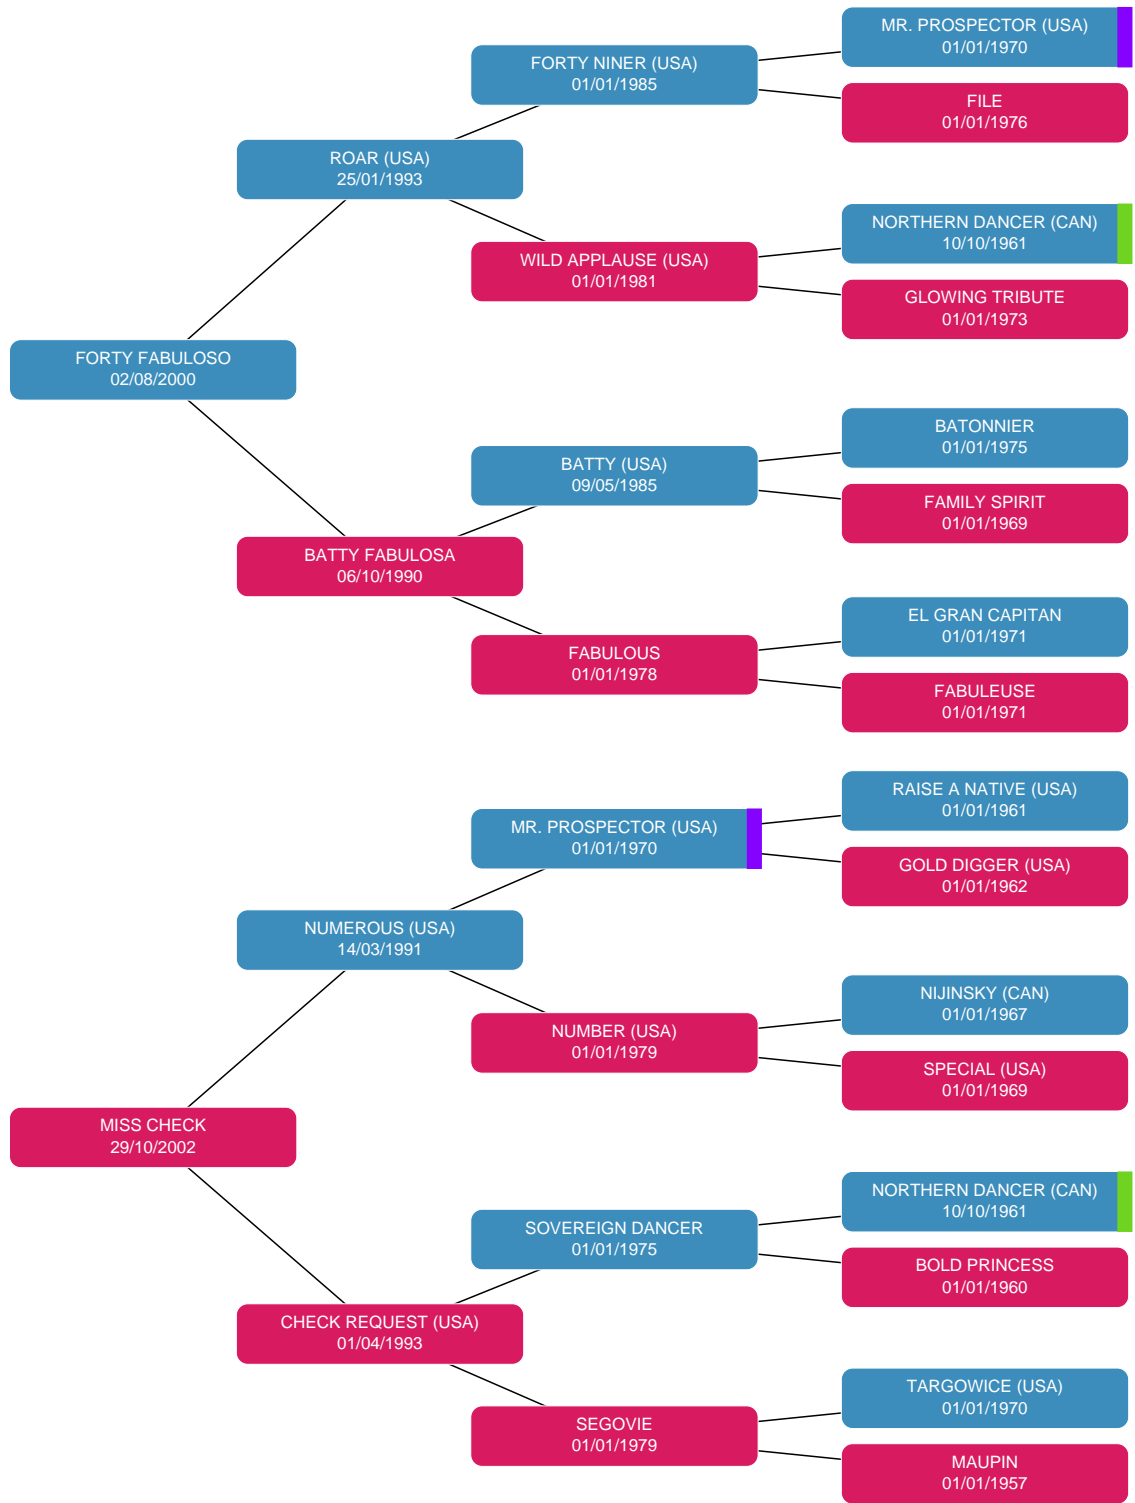 MR. PROSPECTOR (USA)
01/01/1970
FORTY NINER (USA)
01/01/1985
FILE
01/01/1976
ROAR (USA)
25/01/1993
NORTHERN DANCER (CAN)
10/10/1961
WILD APPLAUSE (USA)
01/01/1981
GLOWING TRIBUTE
01/01/1973
FORTY FABULOSO
02/08/2000
BATONNIER
01/01/1975
BATTY (USA)
09/05/1985
FAMILY SPIRIT
01/01/1969
BATTY FABULOSA
06/10/1990
EL GRAN CAPITAN
01/01/1971
FABULOUS
01/01/1978
FABULEUSE
01/01/1971
RAISE A NATIVE (USA)
01/01/1961
MR. PROSPECTOR (USA)
01/01/1970
GOLD DIGGER (USA)
01/01/1962
NUMEROUS (USA)
14/03/1991
NIJINSKY (CAN)
01/01/1967
NUMBER (USA)
01/01/1979
SPECIAL (USA)
01/01/1969
MISS CHECK
29/10/2002
NORTHERN DANCER (CAN)
10/10/1961
SOVEREIGN DANCER
01/01/1975
BOLD PRINCESS
01/01/1960
CHECK REQUEST (USA)
01/04/1993
TARGOWICE (USA)
01/01/1970
SEGOVIE
01/01/1979
MAUPIN
01/01/1957